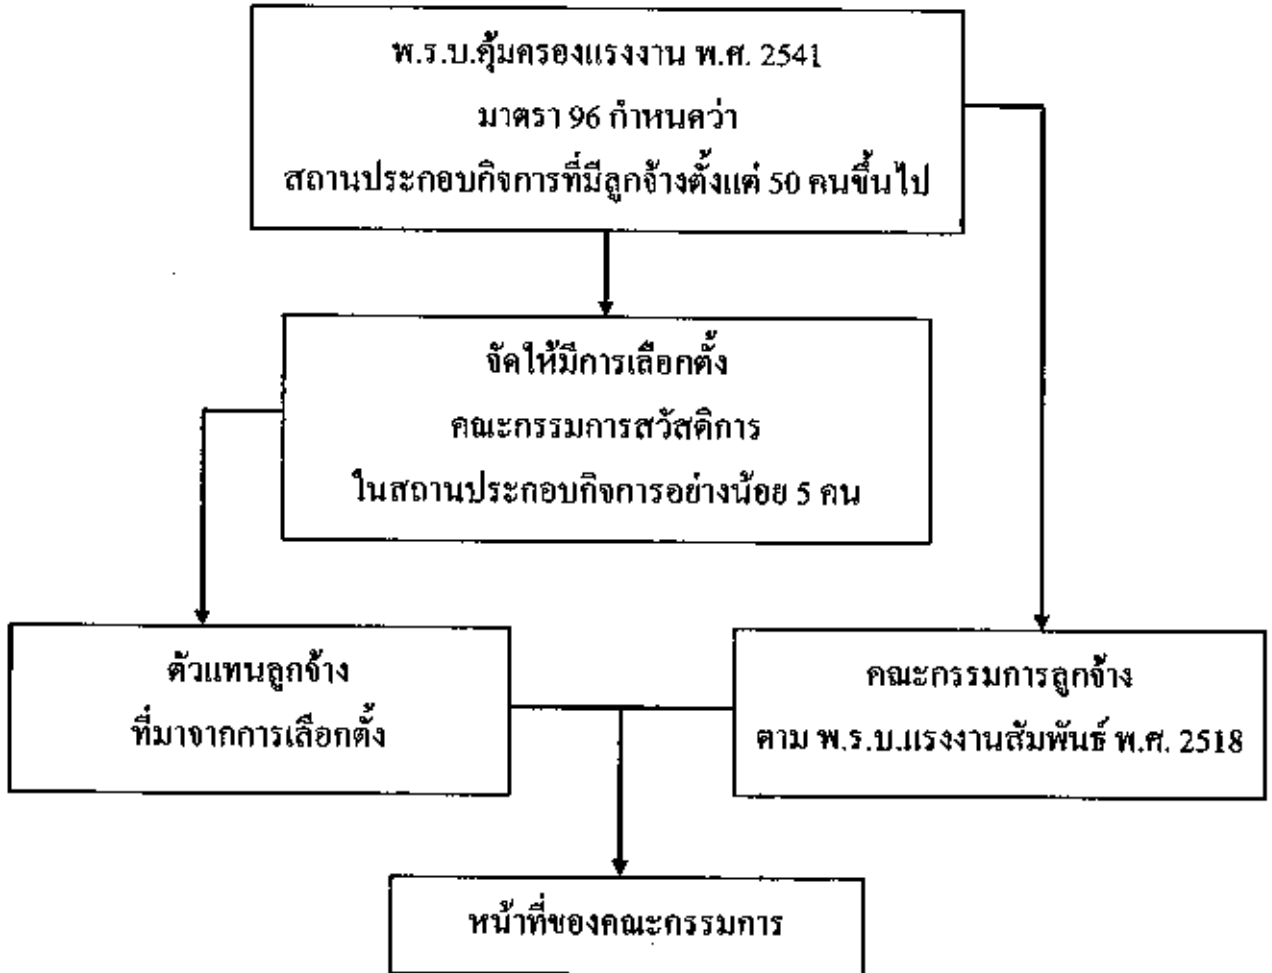 พ.ร.บ.คุ้มครองแรงงาน พ.ศ. 2541
มาตรา 96 กำหนดว่า
สถานประกอบกิจการที่มีลูกจ้างตั้งแต่ 50 คนขึ้นไป
จัดให้มีการเลือกตั้ง
คณะกรรมการสวัสดิการ
ในสถานประกอบกิจการอย่างน้อย 5 คน
ตัวแทนลูกจ้าง
ที่มาจากการเลือกตั้ง
คณะกรรมการลูกจ้าง
ตาม พ.ร.บ.แรงงานสัมพันธ์ พ.ศ. 2518
หน้าที่ของคณะกรรมการ